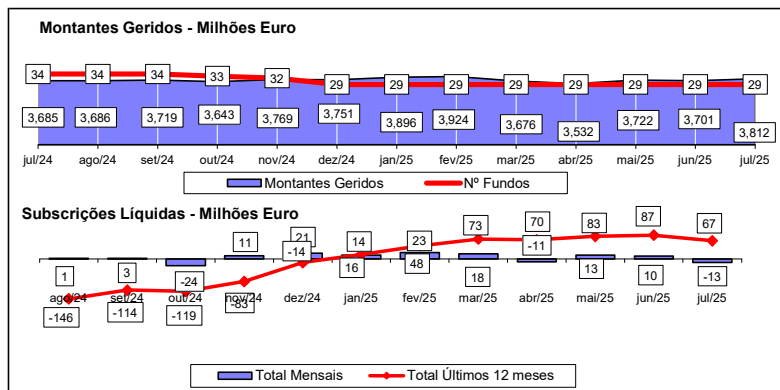 Montantes Geridos - Milhões Euro
34 34 34 33 32 29 29 29 29 29 29 29 29
3,685 3,686 3,719 3,643 3,769 3,751 3,896 3,924 3,676 3,532 3,722 3,701 3,812
jul/24 ago/24 set/24 out/24 nov/24 dez/24 jan/25 fev/25 mar/25 abr/25 mai/25 jun/25 jul/25
Montantes Geridos Nº Fundos
Subscrições Líquidas - Milhões Euro
11 21 14 23 73 70 83 87 67
-14 -11
1 3 -24 16 48 18 13 10 -13
ago/24 set/24 out/24 nov/24 dez/24 jan/25 fev/25 mar/25 abr/25 mai/25 jun/25 jul/25
-146 -114 -119 -83
Total Mensais Total Últimos 12 meses